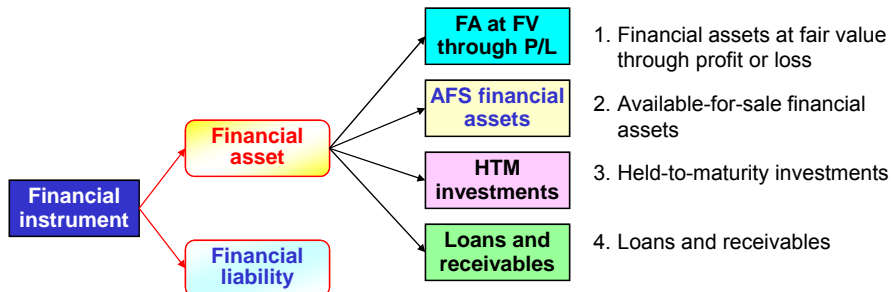 Financial
instrument
Financial
asset
Financial
liability
FA at FV
through P/L
AFS financial
assets
HTM
investments
Loans and
receivables
1. Financial assets at fair value
through profit or loss
2. Available-for-sale financial
assets
3. Held-to-maturity investments
4. Loans and receivables